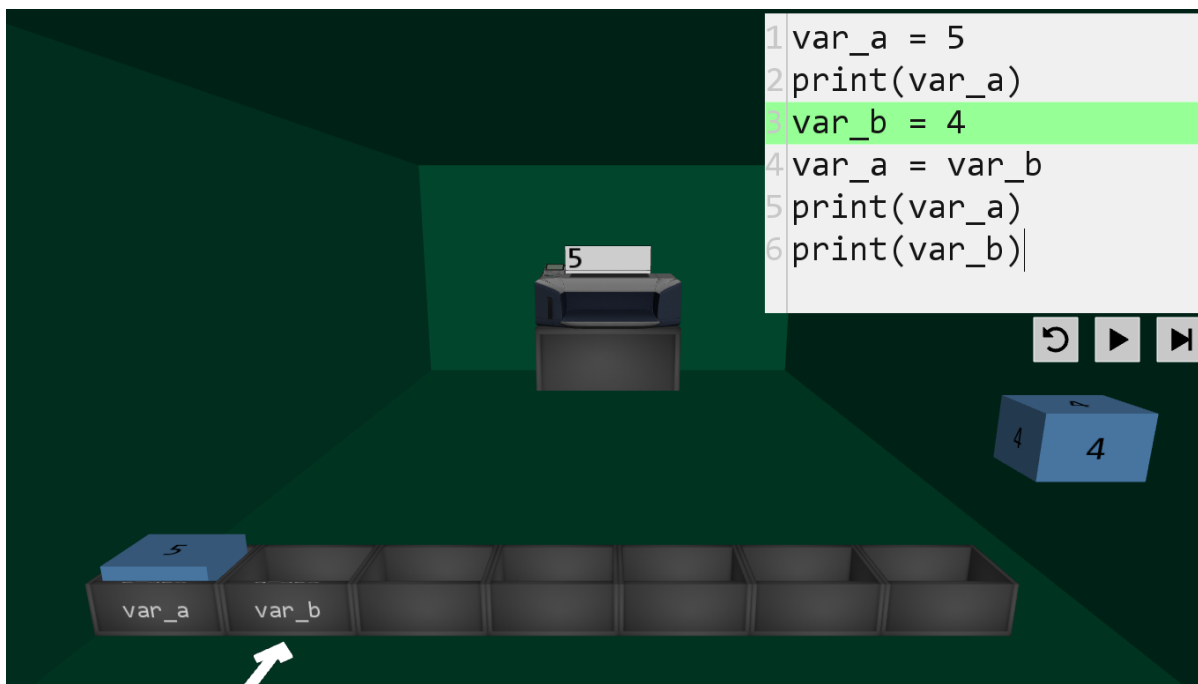 1 var_a = 5
2 print(var_a)
3 var_b = 4
4 var_a = var_b
5 print(var_a)
6 print(var_b)
5
4
4 4
5
var_a var_b